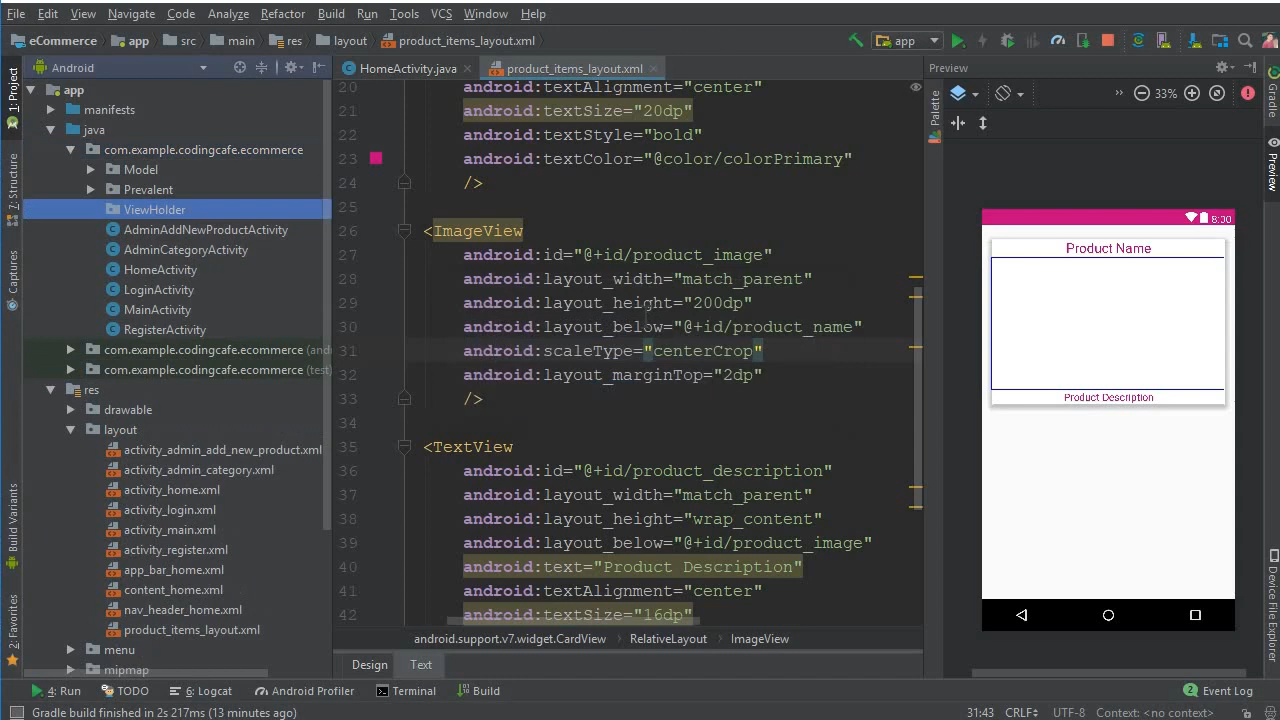 File Edit View Navigate Code Analyze Refactor Build Run Tools VCS Window Help
eCommerce app src main res layout product_items_layout.xml app
Android HomeActivity.java product_items_layout.xml Preview
1: Project
7: Structure
Captures
Build Variants
2: Favorites
app
manifests
java
com.example.codingcafe.ecommerce
Model
Prevalent
ViewHolder
AdminAddNewProductActivity
AdminCategoryActivity
HomeActivity
LoginActivity
MainActivity
RegisterActivity
com.example.codingcafe.ecommerce (and
com.example.codingcafe.ecommerce (test
res
drawable
layout
activity_admin_add_new_product.xml
activity_admin_category.xml
activity_home.xml
activity_login.xml
activity_main.xml
activity_register.xml
app_bar_home.xml
content_home.xml
nav_header_home.xml
product_items_layout.xml
menu
mipmap
20 android:textAlignment="center"
21 android:textSize="20dp"
22 android:textStyle="bold"
23 android:textColor="@color/colorPrimary"
24 />
25
26 <ImageView
27 android:id="@+id/product_image"
28 android:layout_width="match_parent"
29 android:layout_height="200dp"
30 android:layout_below="@+id/product_name"
31 android:scaleType="centerCrop"
32 android:layout_marginTop="2dp"
33 />
34
35 <TextView
36 android:id="@+id/product_description"
37 android:layout_width="match_parent"
38 android:layout_height="wrap_content"
39 android:layout_below="@+id/product_image"
40 android:text="Product Description"
41 android:textAlignment="center"
42 android:textSize="16dp"
android.support.v7.widget.CardView RelativeLayout ImageView
Design Text
Palette
33%
8:00
Product Name
Product Description
Gradle
Preview
Device File Explorer
4: Run TODO 6: Logcat Android Profiler Terminal Build 2 Event Log
Gradle build finished in 2s 217ms (13 minutes ago) 31:43 CRLF UTF-8 Context: <no context>